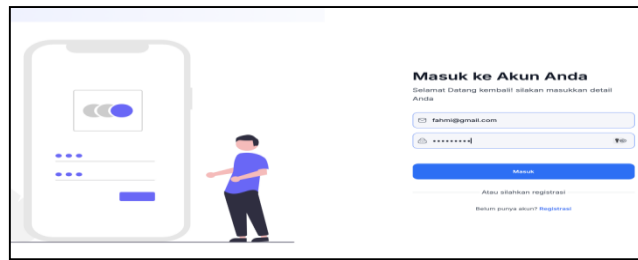 Masuk ke Akun Anda
Selamat Datang kembali! silakan masukkan detail
Anda
fahmi@gmail.com
•••••••••
Masuk
Atau silahkan registrasi
Belum punya akun? Registrasi